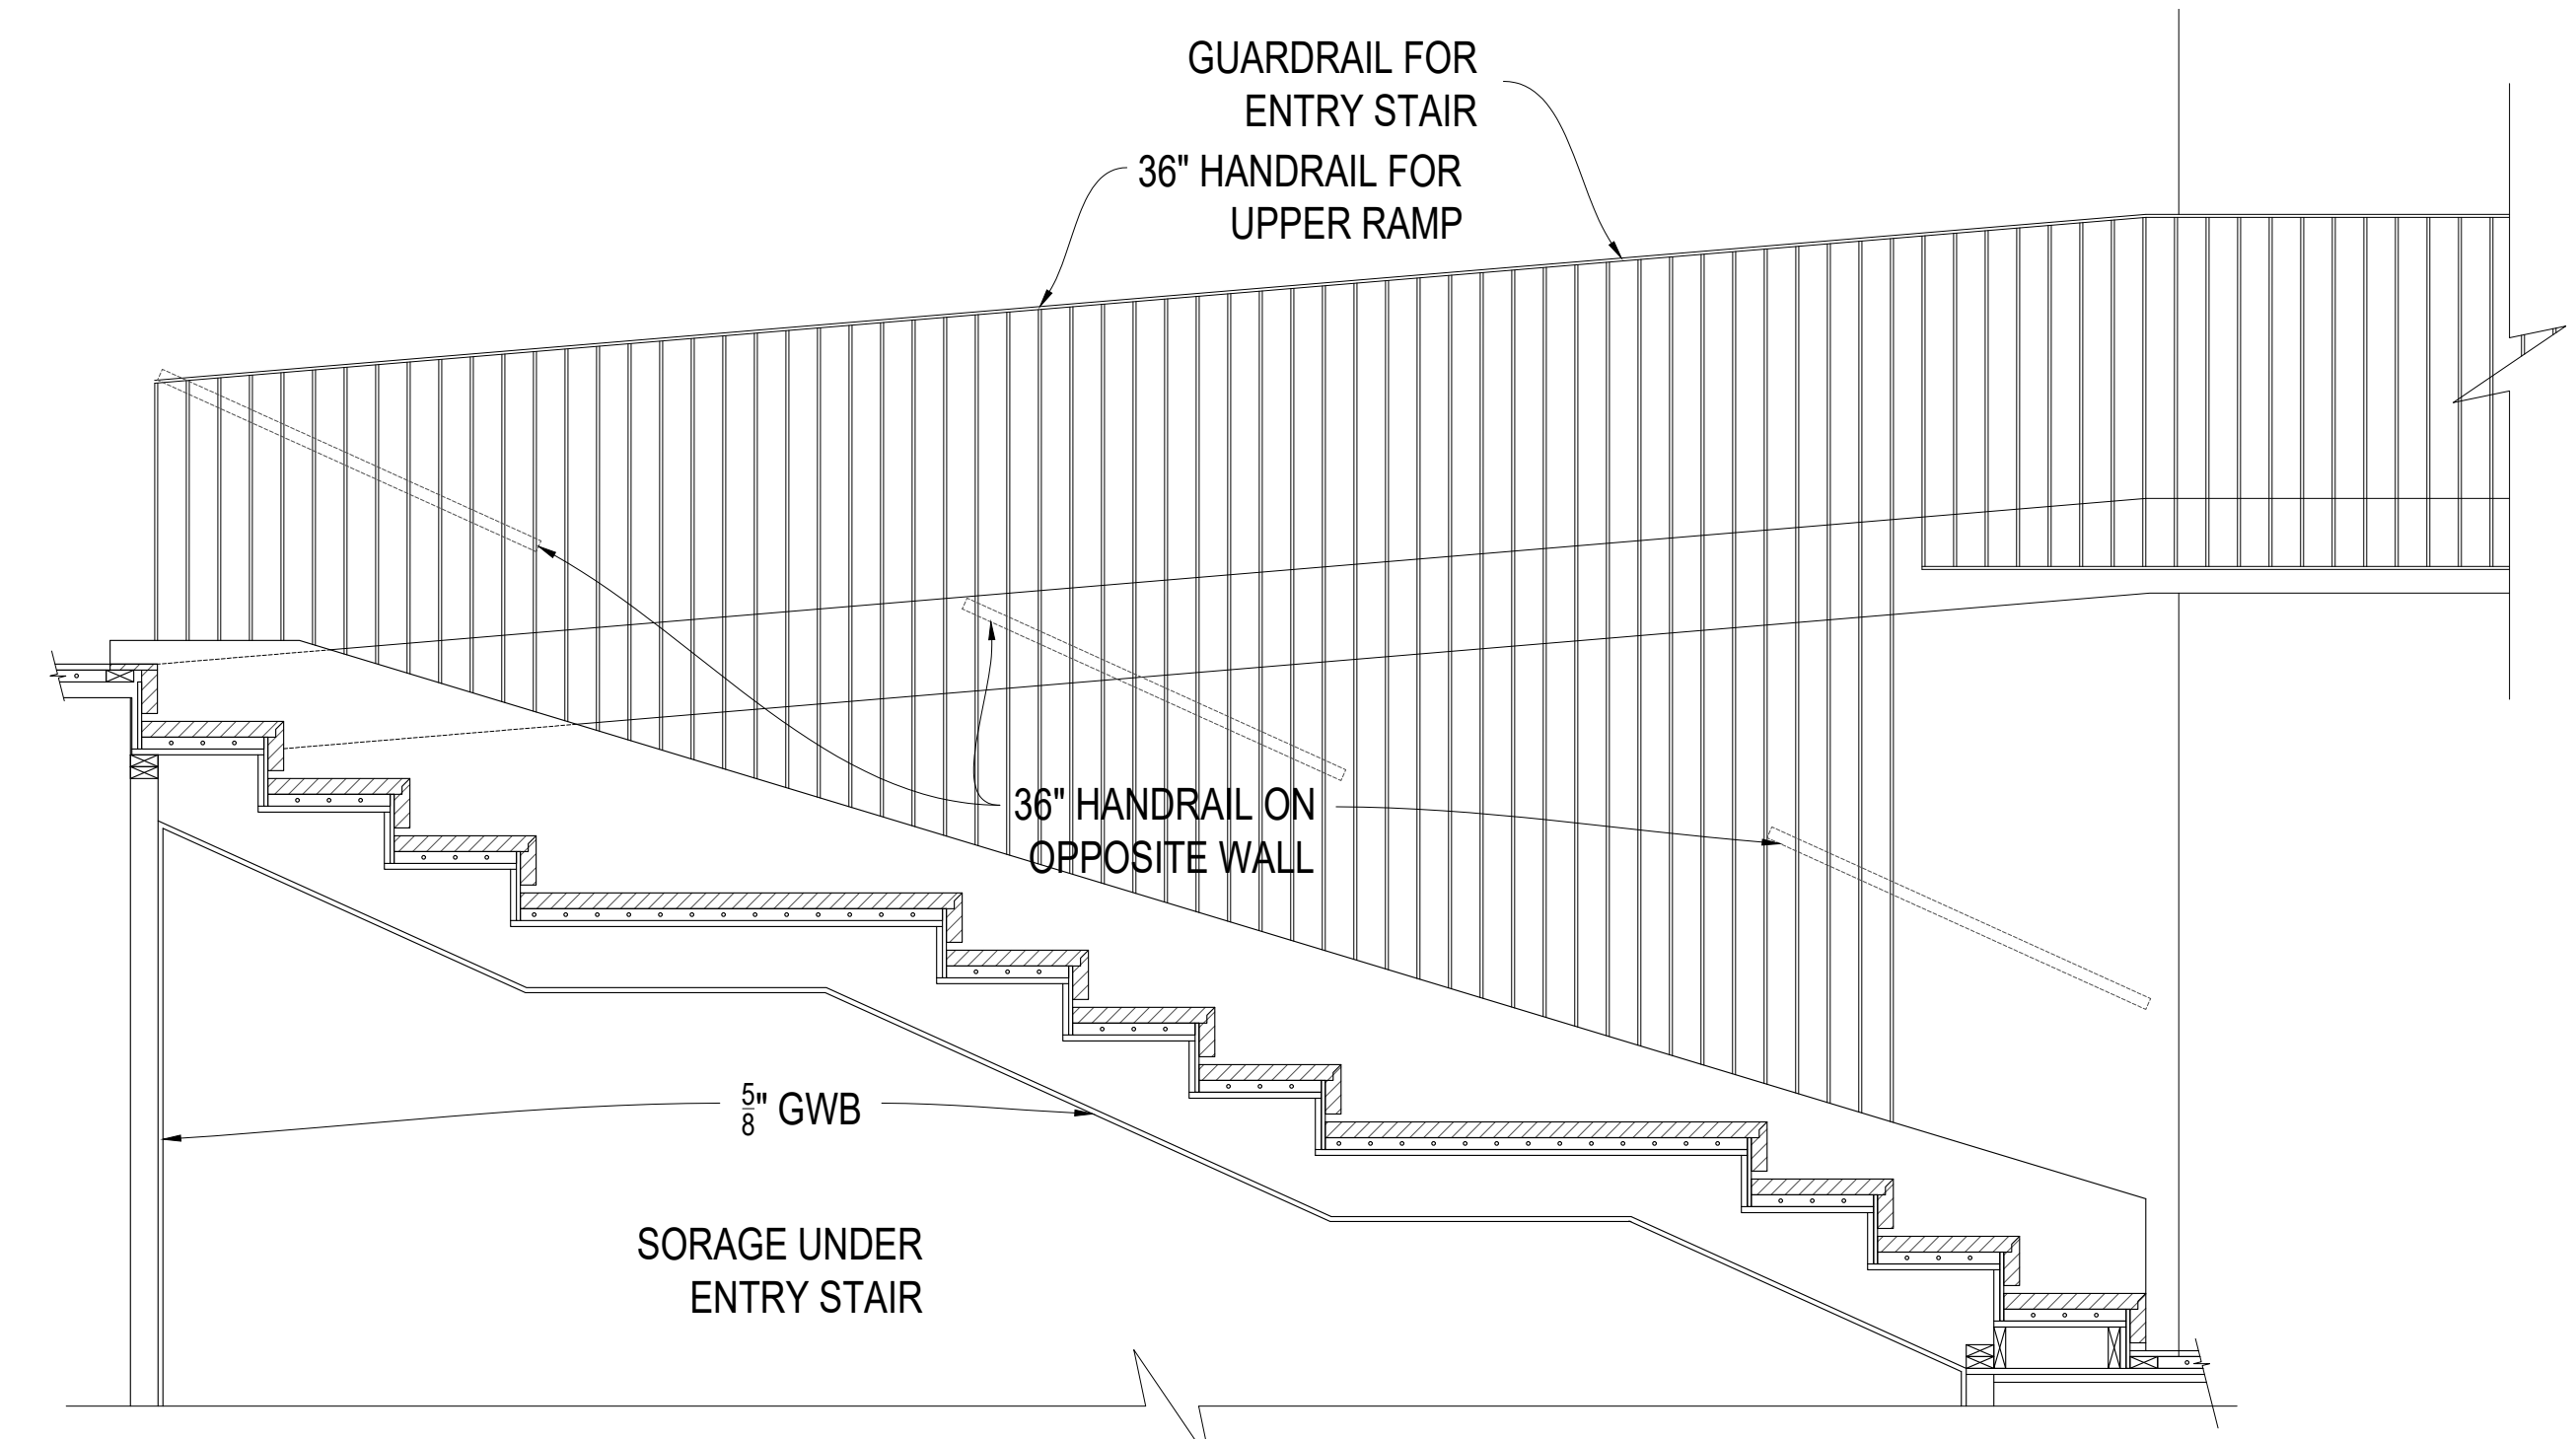 GUARDRAIL FOR
ENTRY STAIR
36" HANDRAIL FOR
UPPER RAMP
36" HANDRAIL ON
OPPOSITE WALL
5/8" GWB
SORAGE UNDER
ENTRY STAIR